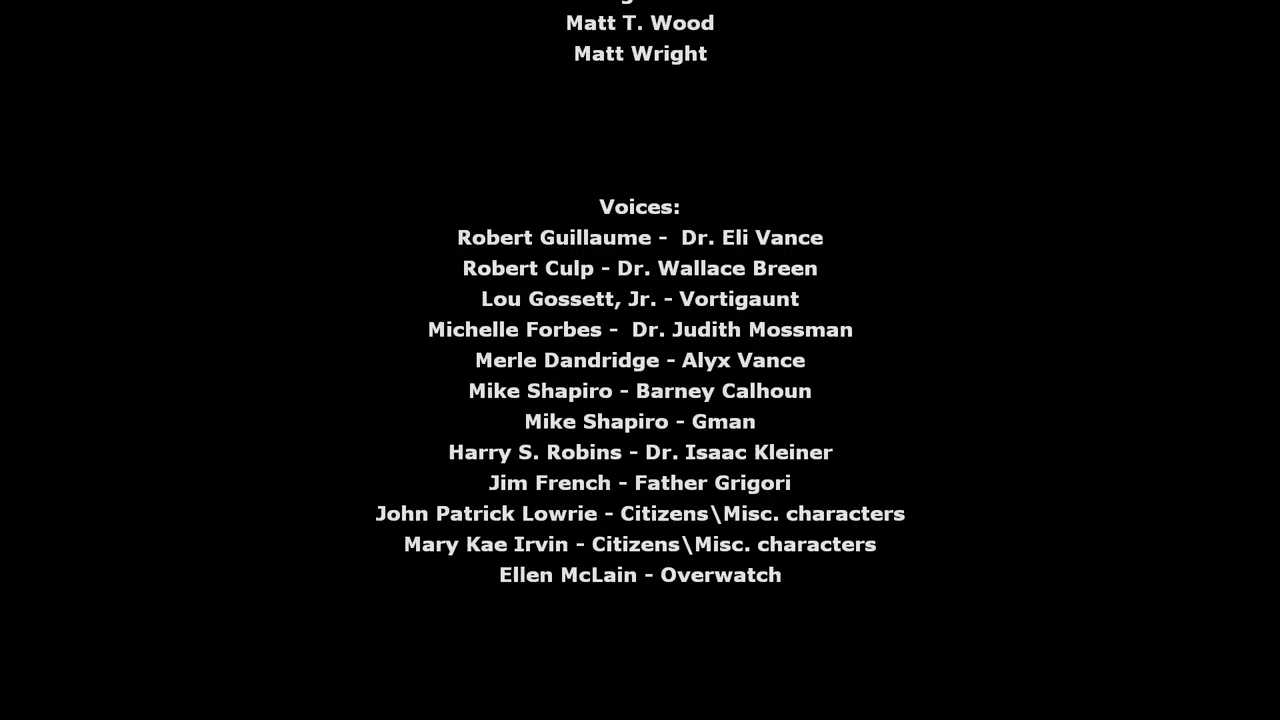 Matt T. Wood
Matt Wright
Voices:
Robert Guillaume -  Dr. Eli Vance
Robert Culp - Dr. Wallace Breen
Lou Gossett, Jr. - Vortigaunt
Michelle Forbes -  Dr. Judith Mossman
Merle Dandridge - Alyx Vance
Mike Shapiro - Barney Calhoun
Mike Shapiro - Gman
Harry S. Robins - Dr. Isaac Kleiner
Jim French - Father Grigori
John Patrick Lowrie - Citizens\Misc. characters
Mary Kae Irvin - Citizens\Misc. characters
Ellen McLain - Overwatch